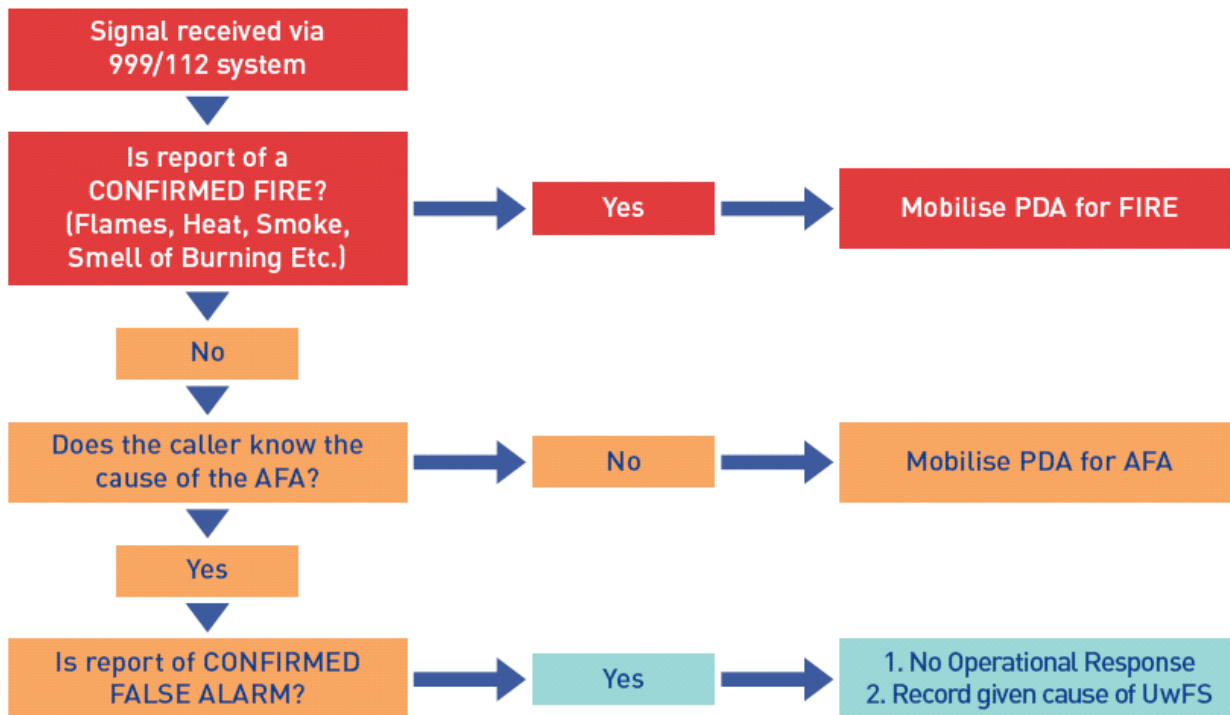 Signal received via
999/112 system
Is report of a
CONFIRMED FIRE?
(Flames, Heat, Smoke,
Smell of Burning Etc.)
Yes
Mobilise PDA for FIRE
No
Does the caller know the
cause of the AFA?
No
Mobilise PDA for AFA
Yes
Is report of CONFIRMED
FALSE ALARM?
Yes
1. No Operational Response
2. Record given cause of UwFS